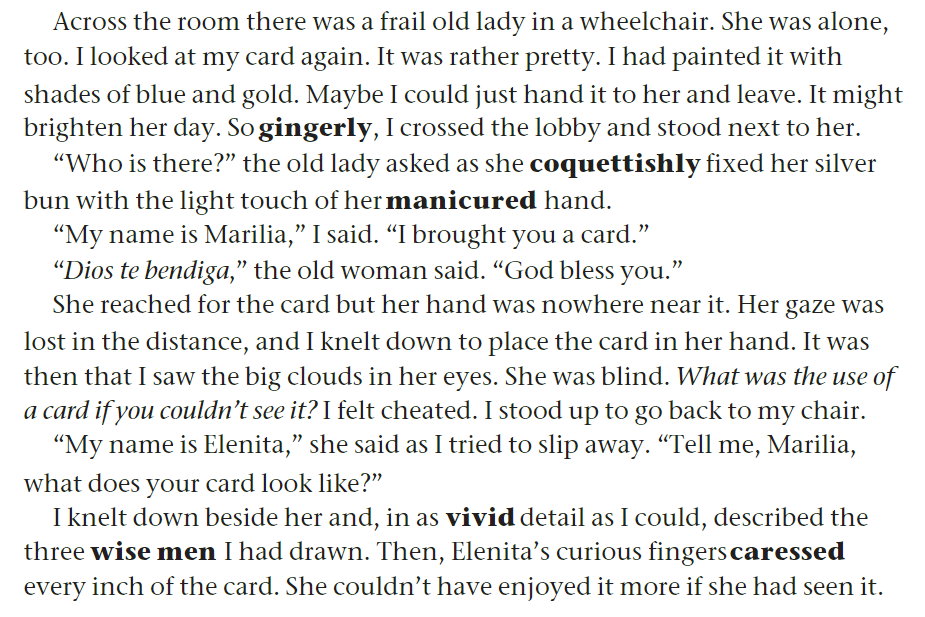 Across the room there was a frail old lady in a wheelchair. She was alone,
too. I looked at my card again. It was rather pretty. I had painted it with
shades of blue and gold. Maybe I could just hand it to her and leave. It might
brighten her day. So gingerly, I crossed the lobby and stood next to her.
“Who is there?” the old lady asked as she coquettishly fixed her silver
bun with the light touch of her manicured hand.
“My name is Marilia,” I said. “I brought you a card.”
“Dios te bendiga,” the old woman said. “God bless you.”
She reached for the card but her hand was nowhere near it. Her gaze was
lost in the distance, and I knelt down to place the card in her hand. It was
then that I saw the big clouds in her eyes. She was blind. What was the use of
a card if you couldn’t see it? I felt cheated. I stood up to go back to my chair.
“My name is Elenita,” she said as I tried to slip away. “Tell me, Marilia,
what does your card look like?”
I knelt down beside her and, in as vivid detail as I could, described the
three wise men I had drawn. Then, Elenita’s curious fingers caressed
every inch of the card. She couldn’t have enjoyed it more if she had seen it.